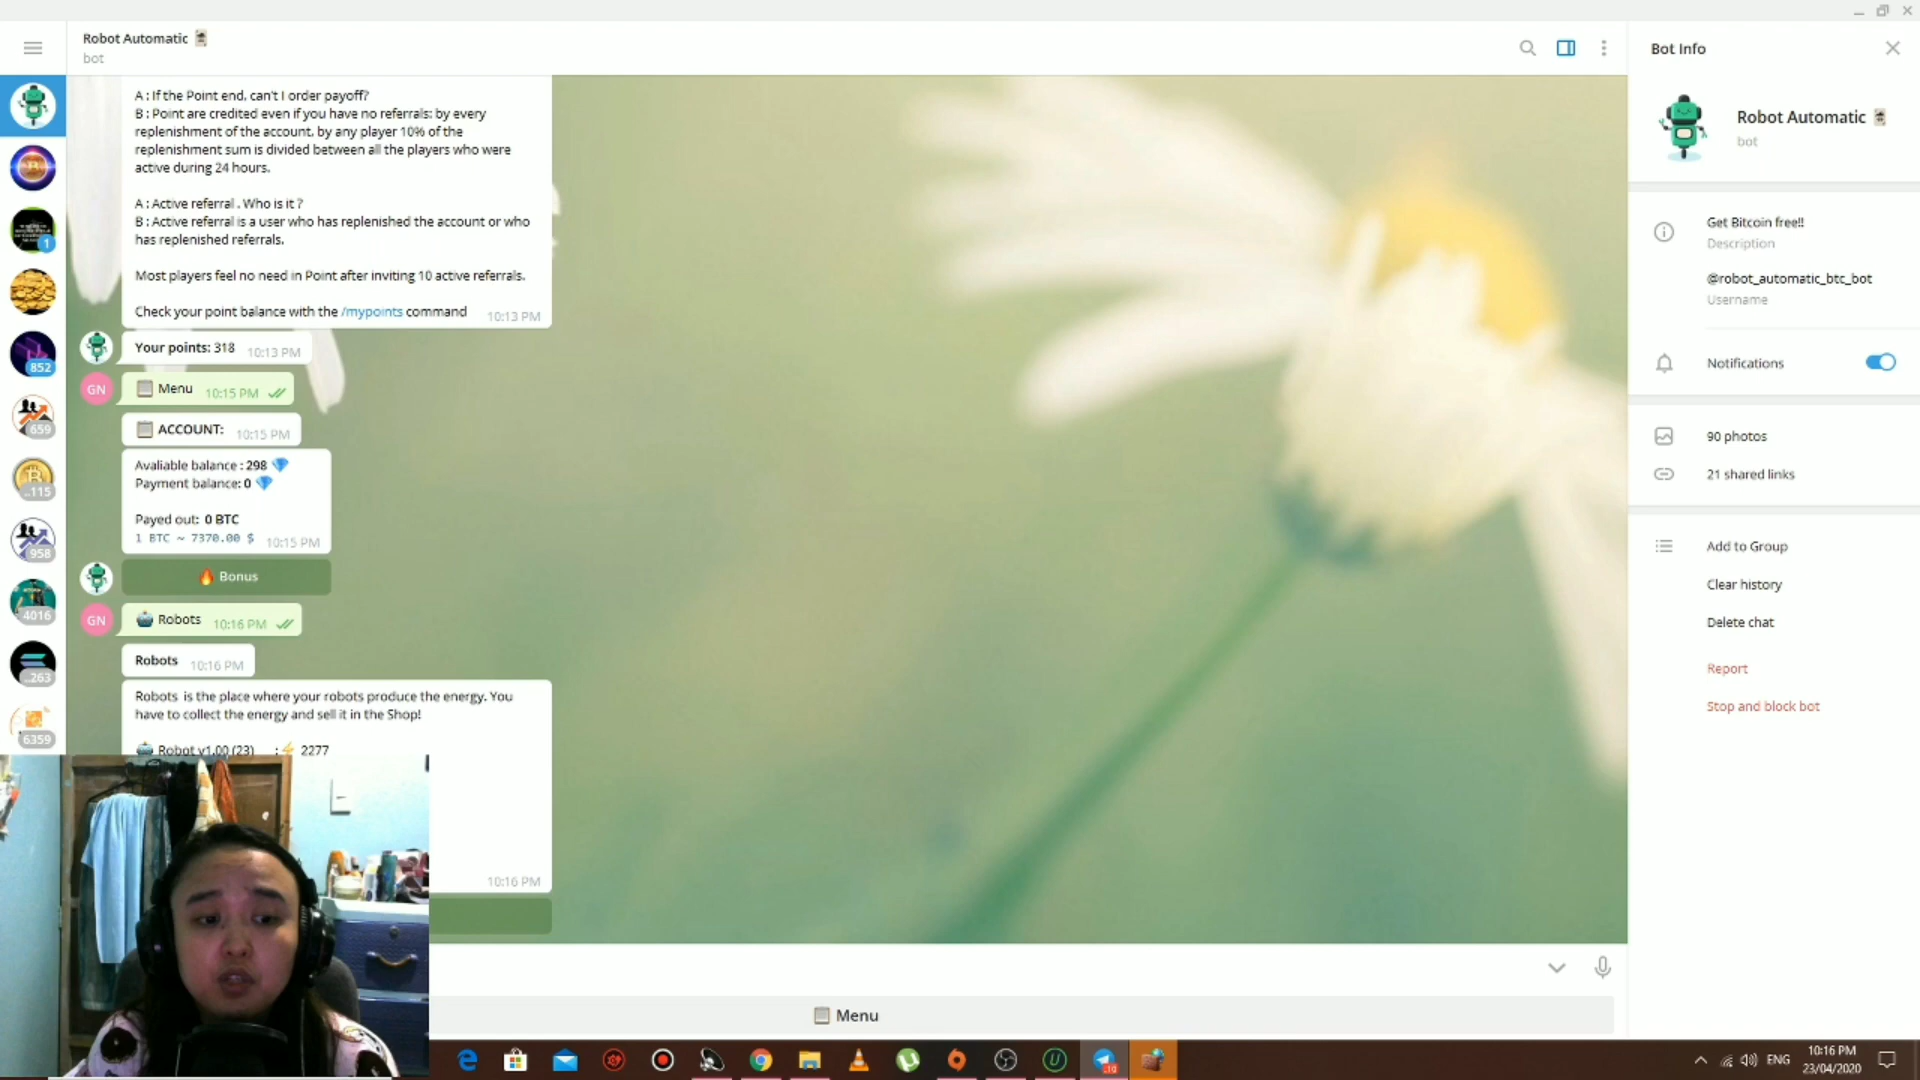 Robot Automatic
bot
A : If the Point end, can't I order payoff?
B : Point are credited even if you have no referrals: by every
replenishment of the account, by any player 10% of the
replenishment sum is divided between all the players who were
active during 24 hours.
A : Active referral . Who is it ?
B : Active referral is a user who has replenished the account or who
has replenished referrals.
Most players feel no need in Point after inviting 10 active referrals.
Check your point balance with the /mypoints command 10:13 PM
Your points: 318 10:13 PM
GN Menu 10:15 PM
ACCOUNT: 10:15 PM
Avaliable balance : 298
Payment balance: 0
Payed out: 0 BTC
1 BTC ~ 7370.00 $ 10:15 PM
Bonus
GN Robots 10:16 PM
Robots 10:16 PM
Robots is the place where your robots produce the energy. You
have to collect the energy and sell it in the Shop!
Robot v1.00 (23) : 2277
10:16 PM
Menu
1
852
659
..115
958
4016
..263
6359
Bot Info
Robot Automatic
bot
Get Bitcoin free!!
Description
@robot_automatic_btc_bot
Username
Notifications
90 photos
21 shared links
Add to Group
Clear history
Delete chat
Report
Stop and block bot
ENG
10:16 PM
23/04/2020